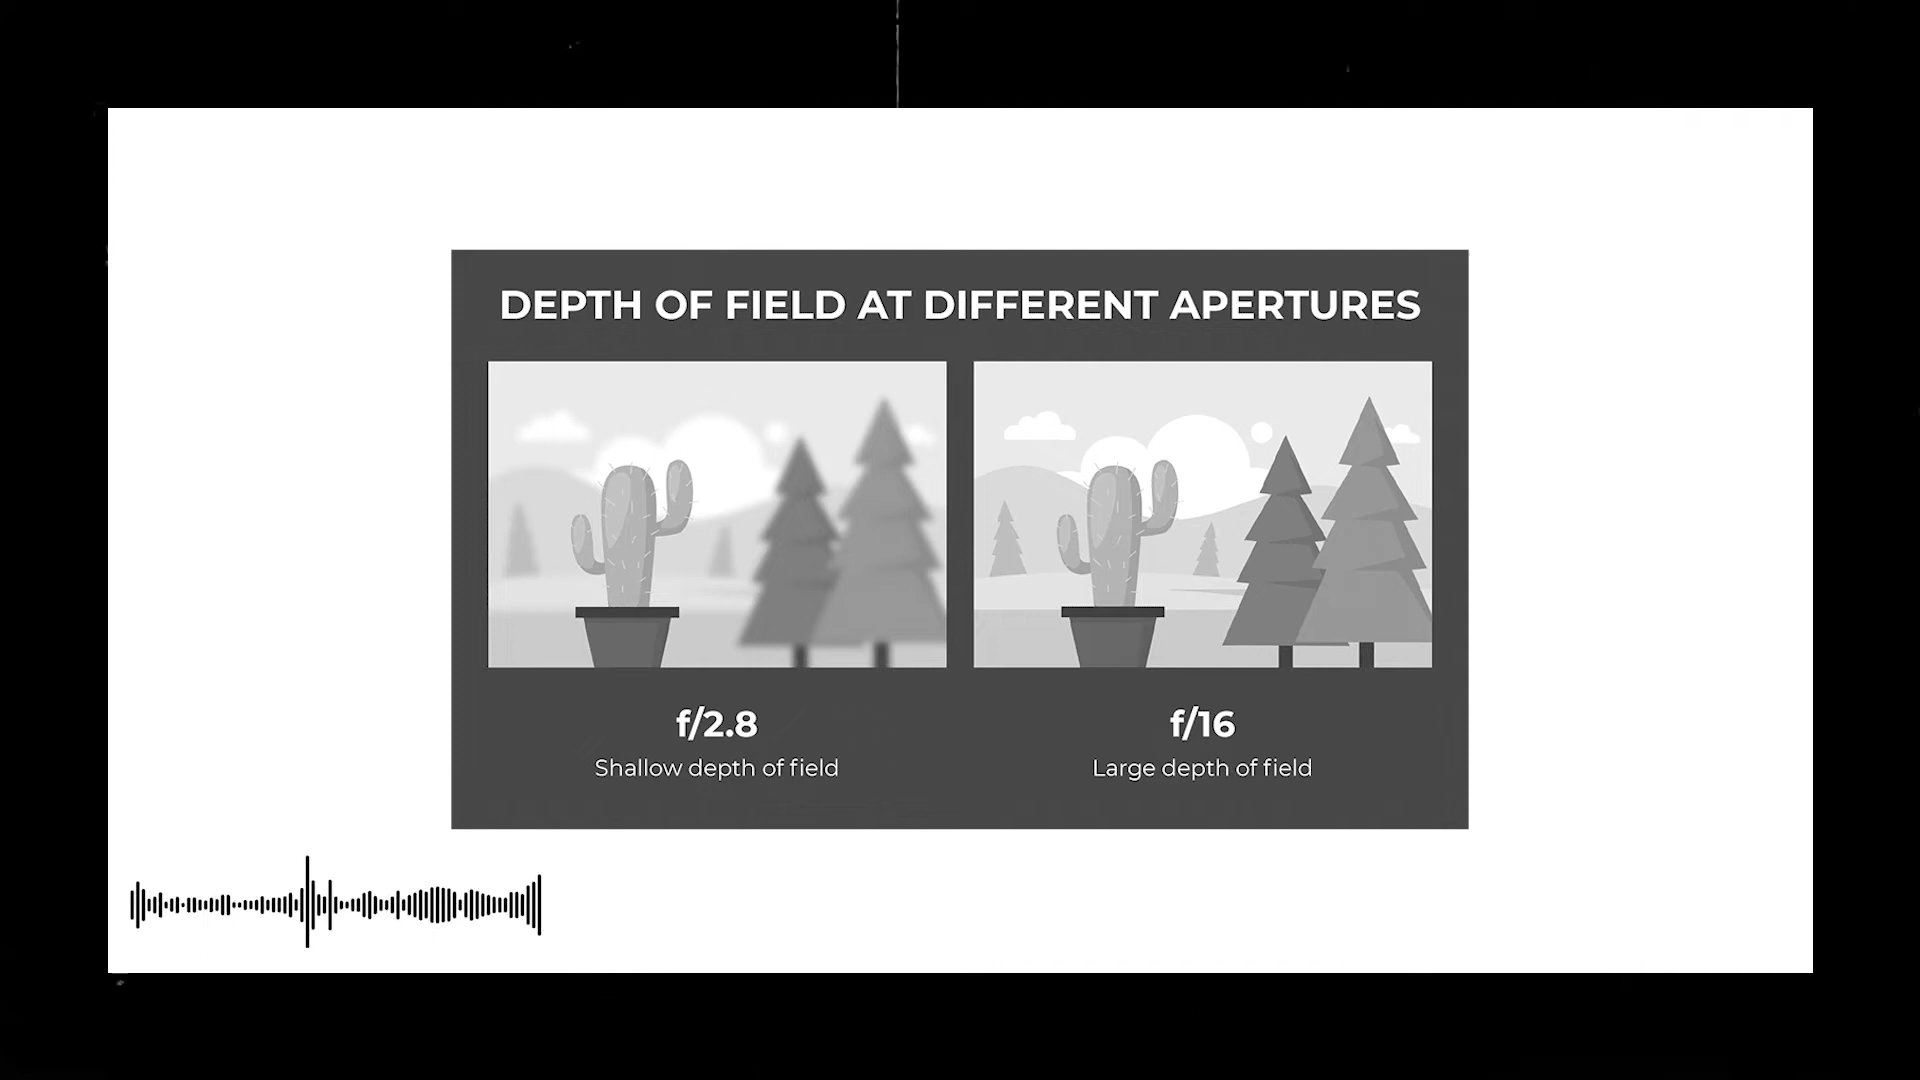 DEPTH OF FIELD AT DIFFERENT APERTURES
f/2.8
Shallow depth of field
f/16
Large depth of field